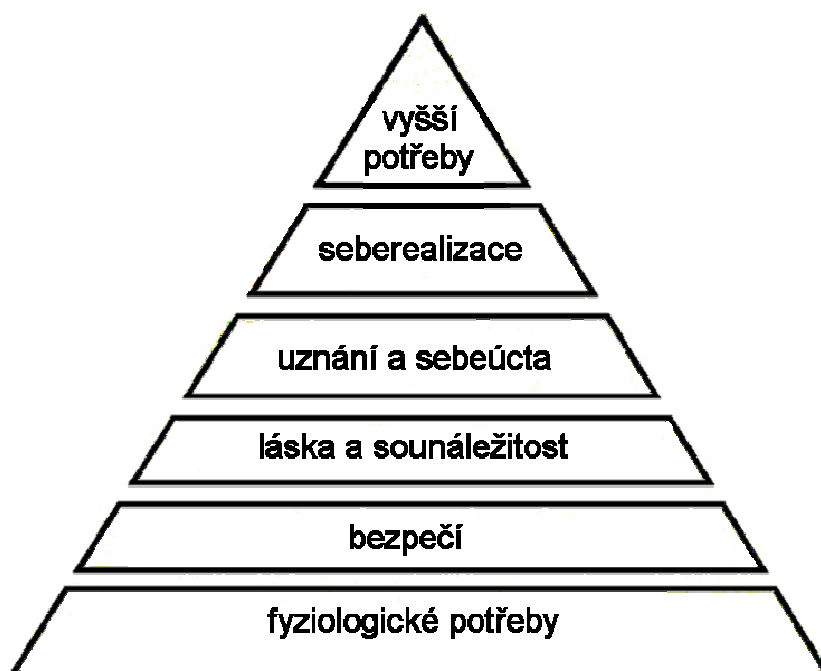 vyšší
potřeby
seberealizace
uznání a sebeúcta
láska a sounáležitost
bezpečí
fyziologické potřeby